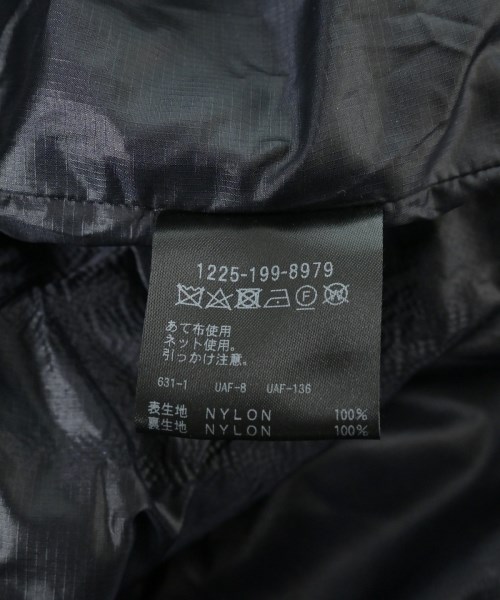 1225-199-8979
あて布使用
ネット使用。
引っかけ注意。
631-1 UAF-8 UAF-136
表生地 NYLON 100%
裏生地 NYLON 100%